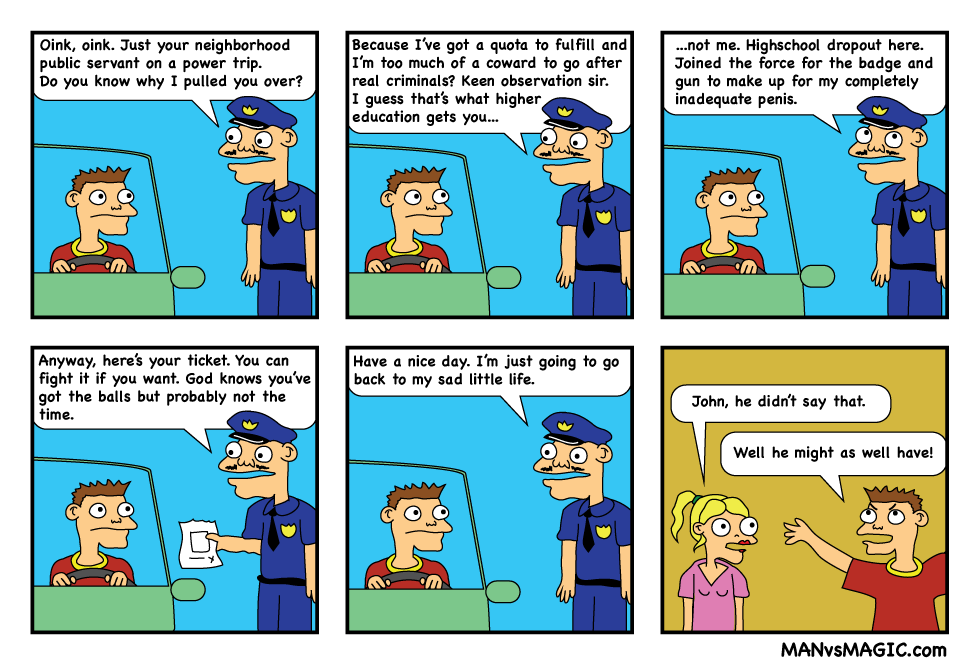 Oink, oink. Just your neighborhood
public servant on a power trip.
Do you know why I pulled you over?
Because I've got a quota to fulfill and
I'm too much of a coward to go after
real criminals? Keen observation sir.
I guess that's what higher
education gets you...
...not me. Highschool dropout here.
Joined the force for the badge and
gun to make up for my completely
inadequate penis.
Anyway, here's your ticket. You can
fight it if you want. God knows you've
got the balls but probably not the
time.
Have a nice day. I'm just going to go
back to my sad little life.
John, he didn't say that.
Well he might as well have!
MANvsMAGIC.com